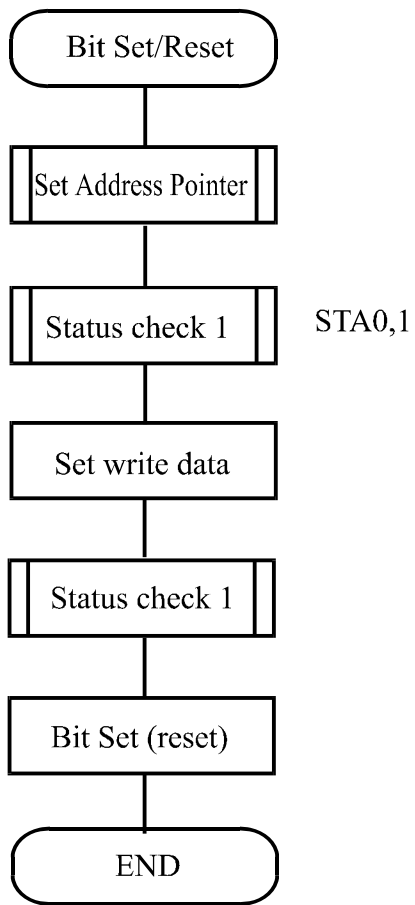 Bit Set/Reset
Set Address Pointer
Status check 1
STA0,1
Set write data
Status check 1
Bit Set (reset)
END